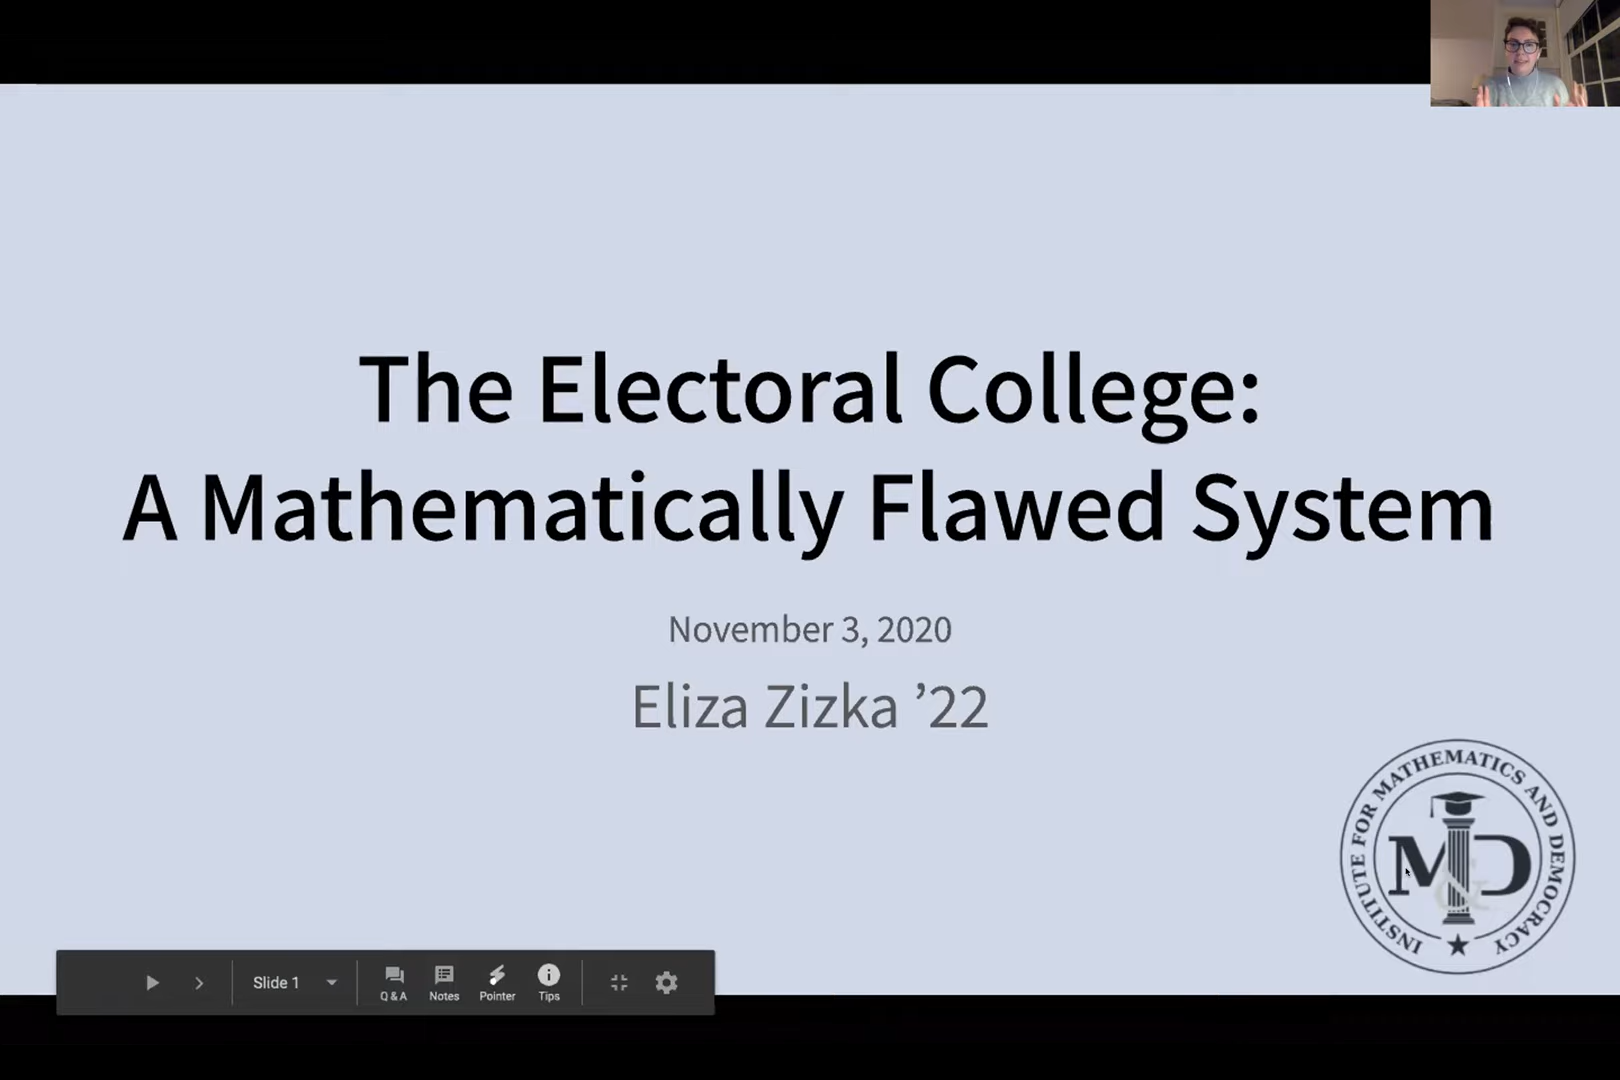 The Electoral College:
A Mathematically Flawed System
November 3, 2020
Eliza Zizka ’22
INSTITUTE FOR MATHEMATICS AND DEMOCRACY
M&D
Slide 1
Q & A
Notes
Pointer
Tips